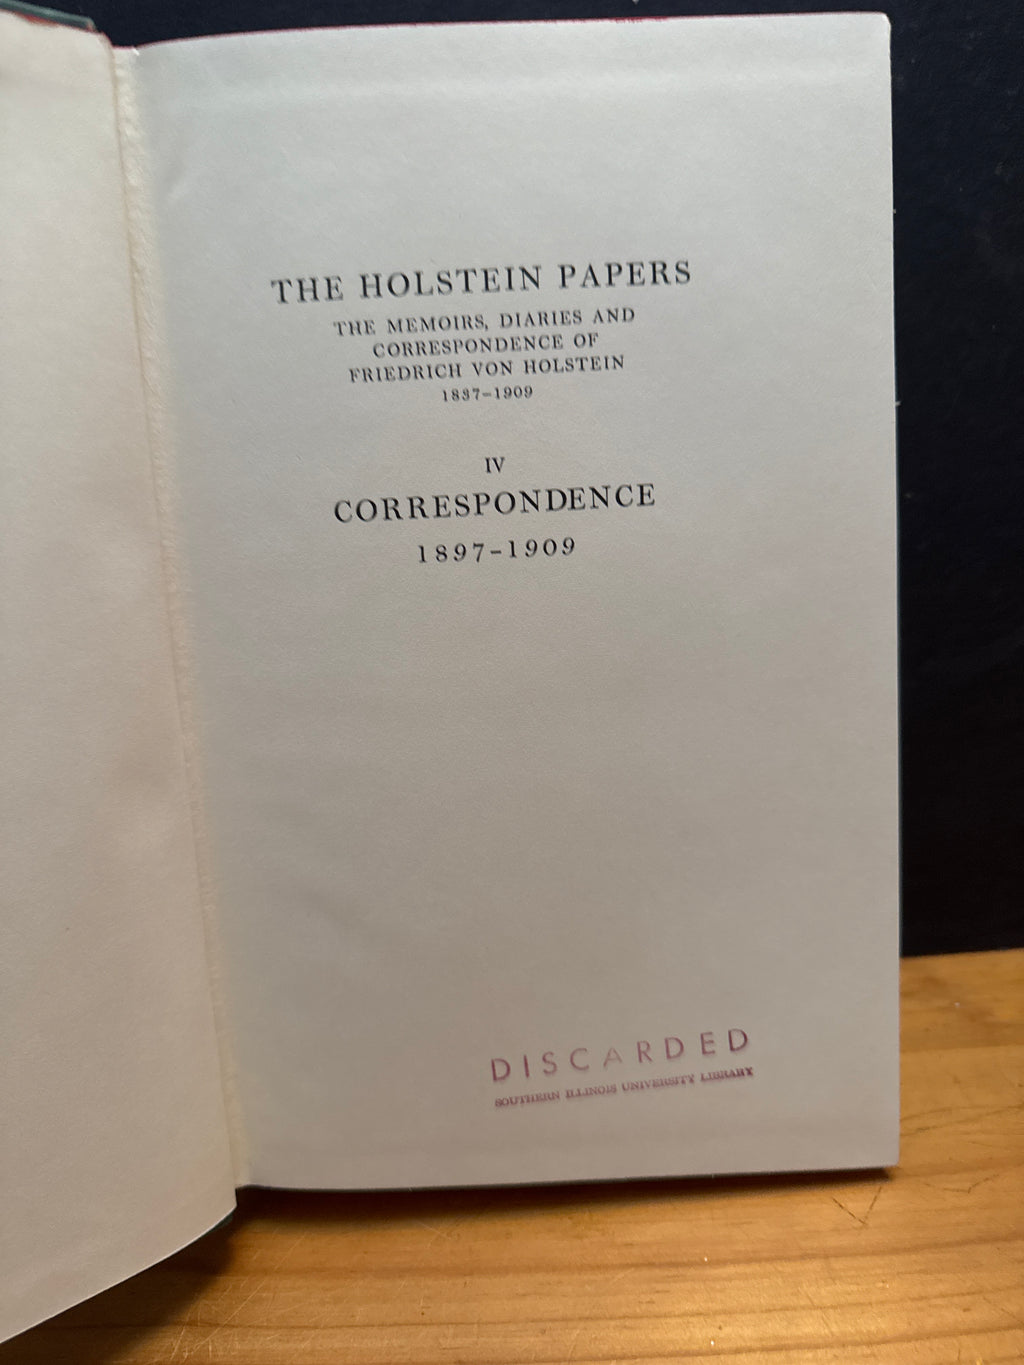 THE HOLSTEIN PAPERS
THE MEMOIRS, DIARIES AND
CORRESPONDENCE OF
FRIEDRICH VON HOLSTEIN
1837–1909
IV
CORRESPONDENCE
1897–1909
DISCARDED
SOUTHERN ILLINOIS UNIVERSITY LIBRARY